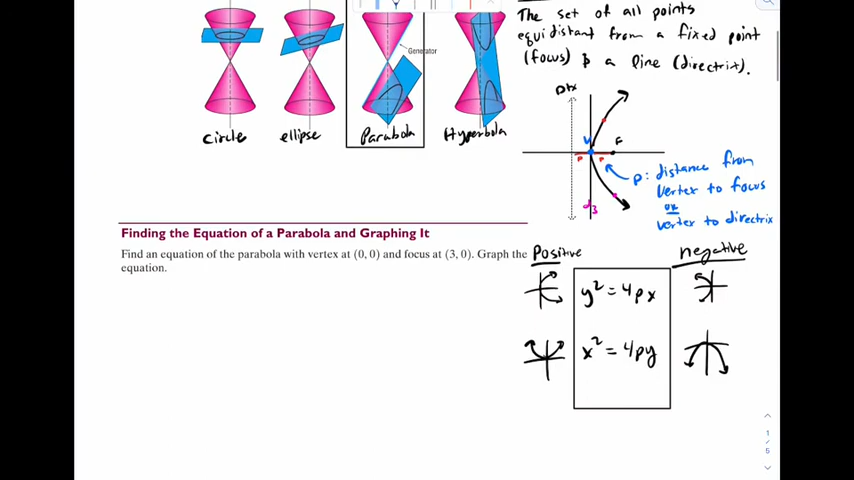 The set of all points
equidistant from a fixed point
(focus) & a line (directrix).
Generator
circle
ellipse
Parabola
Hyperbola
Dtx
V
F
P
P
p: distance from
vertex to focus
or
vertex to directrix
Finding the Equation of a Parabola and Graphing It
Find an equation of the parabola with vertex at (0, 0) and focus at (3, 0). Graph the
equation.
Positive
negative
y² = 4px
x² = 4py
1
/
5